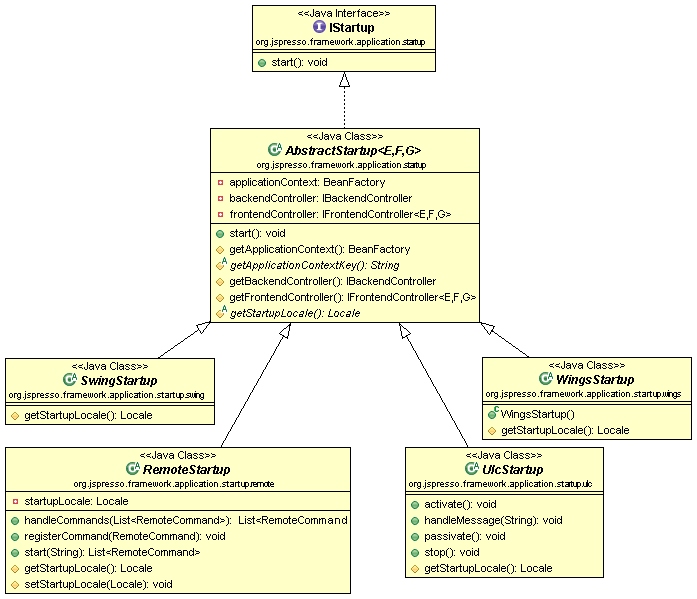 <<Java Interface>>
IStartup
org.jspresso.framework.application.startup
start(): void
<<Java Class>>
AbstractStartup<E,F,G>
org.jspresso.framework.application.startup
applicationContext: BeanFactory
backendController: IBackendController
frontendController: IFrontendController<E,F,G>
start(): void
getApplicationContext(): BeanFactory
getApplicationContextKey(): String
getBackendController(): IBackendController
getFrontendController(): IFrontendController<E,F,G>
getStartupLocale(): Locale
<<Java Class>>
SwingStartup
org.jspresso.framework.application.startup.swing
getStartupLocale(): Locale
<<Java Class>>
WingsStartup
org.jspresso.framework.application.startup.wings
WingsStartup()
getStartupLocale(): Locale
<<Java Class>>
RemoteStartup
org.jspresso.framework.application.startup.remote
startupLocale: Locale
handleCommands(List<RemoteCommand>): List<RemoteCommand
registerCommand(RemoteCommand): void
start(String): List<RemoteCommand>
getStartupLocale(): Locale
setStartupLocale(Locale): void
<<Java Class>>
UlcStartup
org.jspresso.framework.application.startup.ulc
activate(): void
handleMessage(String): void
passivate(): void
stop(): void
getStartupLocale(): Locale